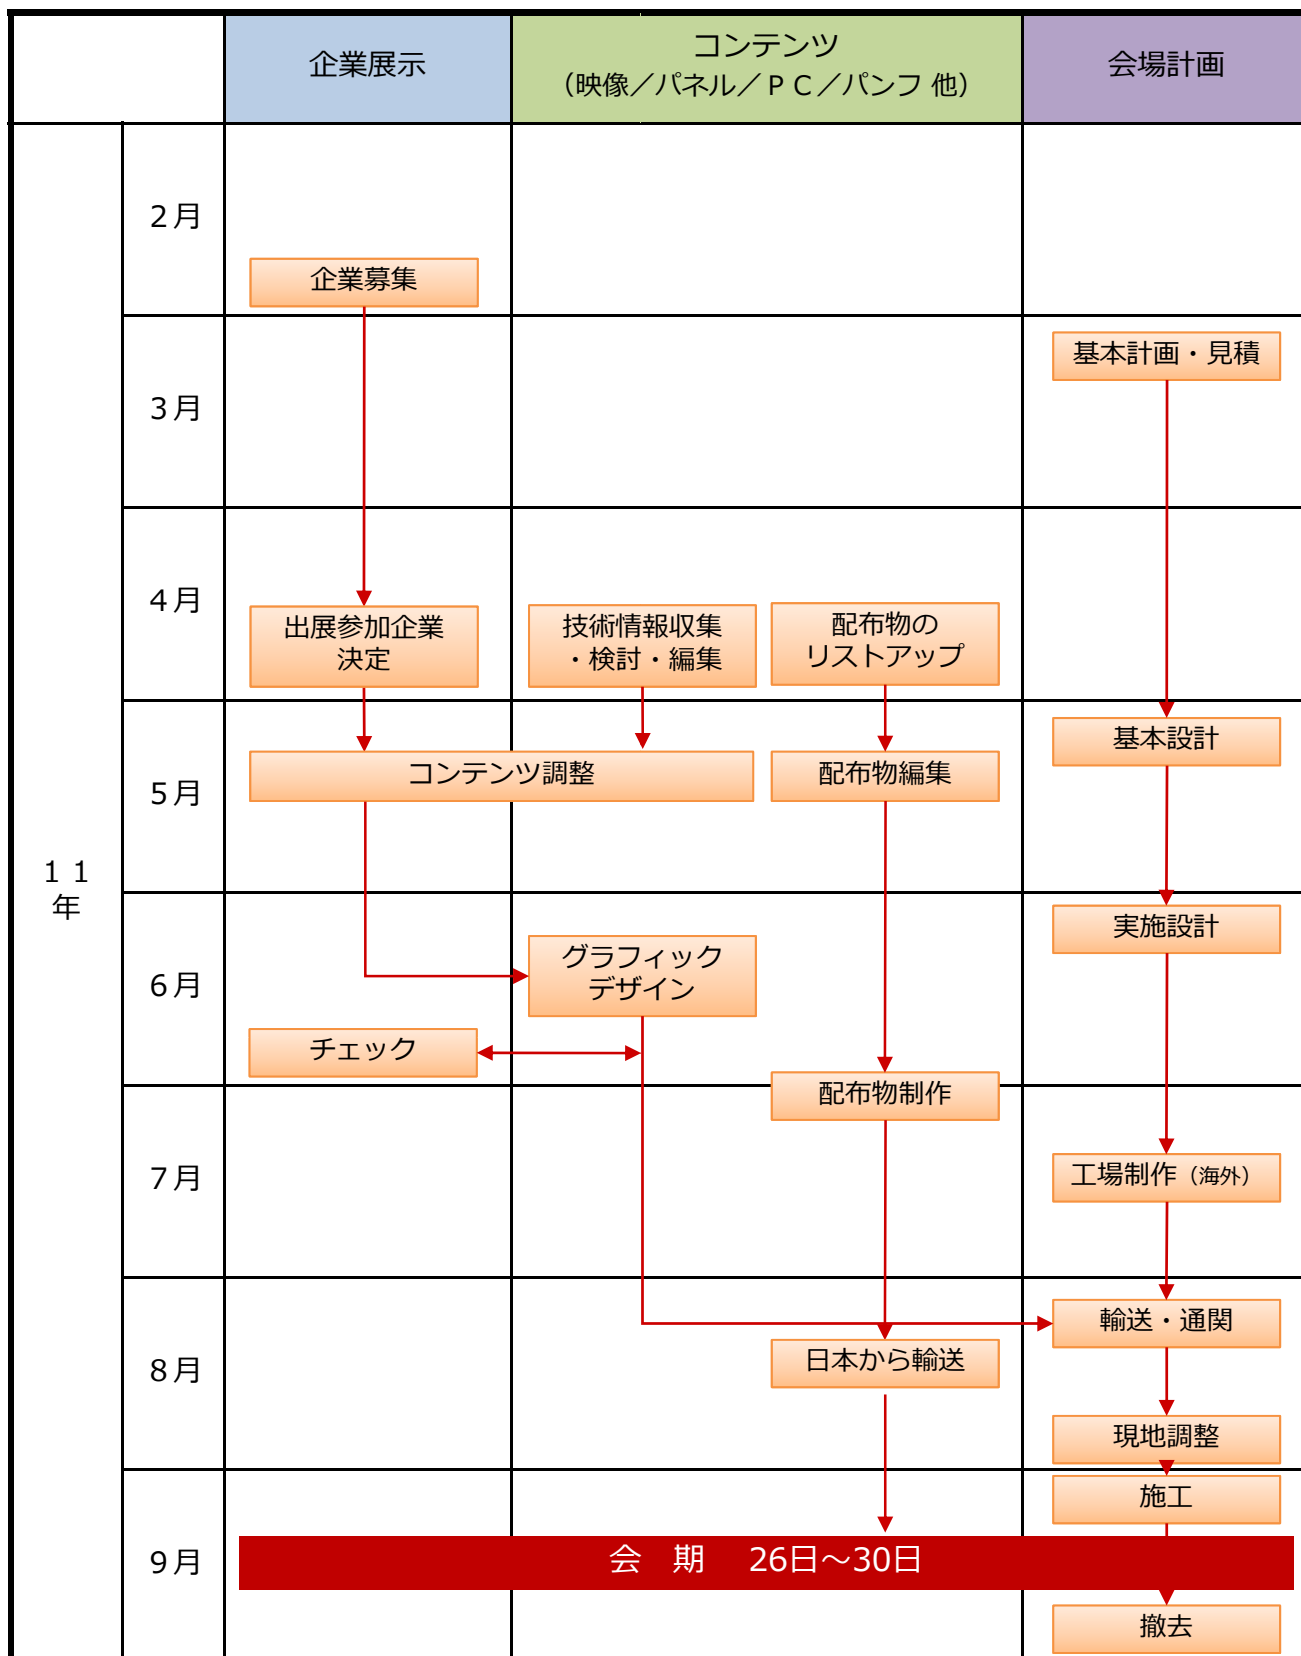 企業展示
コンテンツ
（映像／パネル／ＰＣ／パンフ 他）
会場計画
１１
年
２月
企業募集
３月
基本計画・見積
４月
出展参加企業
決定
技術情報収集
・検討・編集
配布物の
リストアップ
５月
コンテンツ調整
配布物編集
基本設計
６月
グラフィック
デザイン
チェック
実施設計
配布物制作
７月
工場制作（海外）
８月
輸送・通関
日本から輸送
現地調整
９月
施工
会　期　26日～30日
撤去